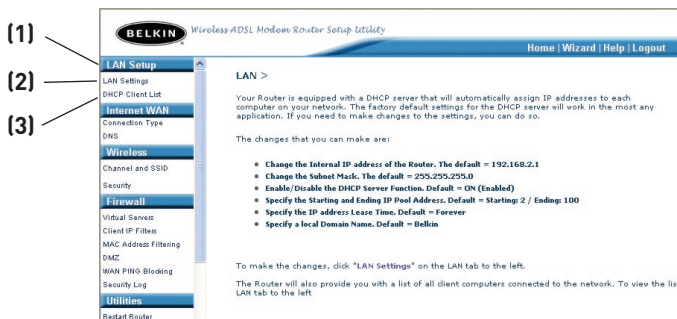 BELKIN Wireless ADSL Modem Router Setup Utility
Home | Wizard | Help | Logout
(1)
(2)
(3)
LAN Setup
LAN Settings
DHCP Client List
Internet WAN
Connection Type
DNS
Wireless
Channel and SSID
Security
Firewall
Virtual Servers
Client IP Filters
MAC Address Filtering
DMZ
WAN PING Blocking
Security Log
Utilities
Restart Router
LAN >
Your Router is equipped with a DHCP server that will automatically assign IP addresses to each
computer on your network. The factory default settings for the DHCP server will work in the most any
application. If you need to make changes to the settings, you can do so.
The changes that you can make are:
Change the Internal IP address of the Router. The default = 192.168.2.1
Change the Subnet Mask. The default = 255.255.255.0
Enable/Disable the DHCP Server Function. Default = ON (Enabled)
Specify the Starting and Ending IP Pool Address. Default = Starting: 2 / Ending: 100
Specify the IP address Lease Time. Default = Forever
Specify a local Domain Name. Default = Belkin
To make the changes, click "LAN Settings" on the LAN tab to the left.
The Router will also provide you with a list of all client computers connected to the network. To view the lis
LAN tab to the left